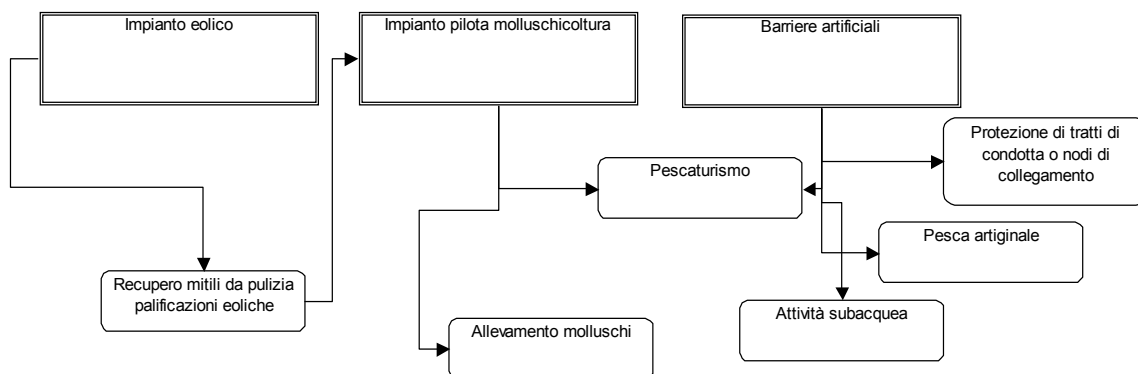 Impianto eolico
Impianto pilota molluschicoltura
Barriere artificiali
Protezione di tratti di
condotta o nodi di
collegamento
Pescaturismo
Pesca artiginale
Recupero mitili da pulizia
palificazioni eoliche
Attività subacquea
Allevamento molluschi